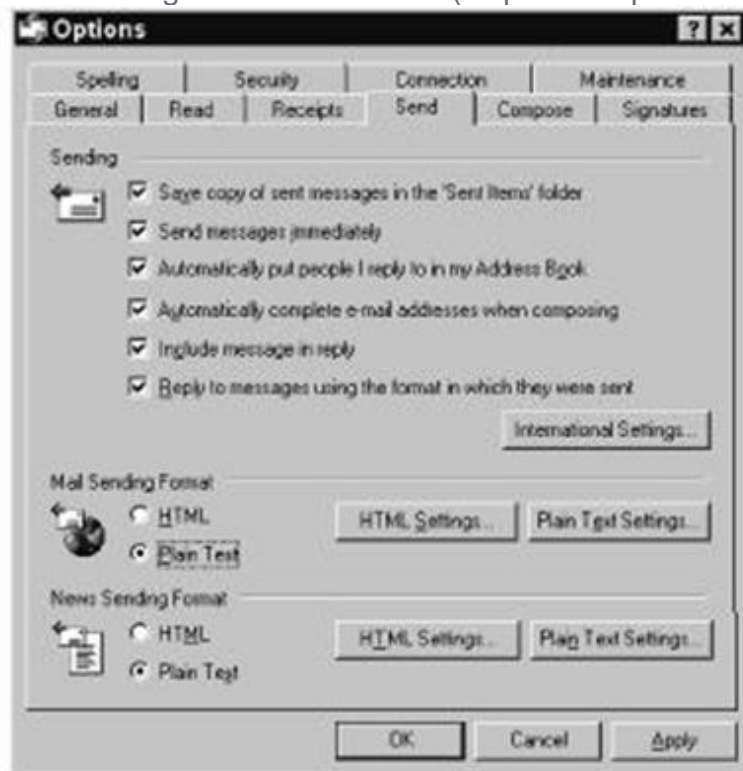 Options
Spelling Security Connection Maintenance
General Read Receipts Send Compose Signatures
Sending
Save copy of sent messages in the 'Sent Items' folder
Send messages immediately
Automatically put people I reply to in my Address Book
Automatically complete e-mail addresses when composing
Include message in reply
Reply to messages using the format in which they were sent
International Settings...
Mail Sending Format
HTML HTML Settings... Plain Text Settings...
Plain Text
News Sending Format
HTML HTML Settings... Plain Text Settings...
Plain Text
OK Cancel Apply